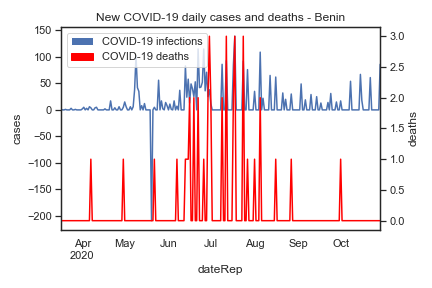 New COVID-19 daily cases and deaths - Benin
COVID-19 infections
COVID-19 deaths
150
100
50
0
−50
−100
−150
−200
cases
3.0
2.5
2.0
1.5
1.0
0.5
0.0
deaths
Apr May Jun Jul Aug Sep Oct
2020
dateRep